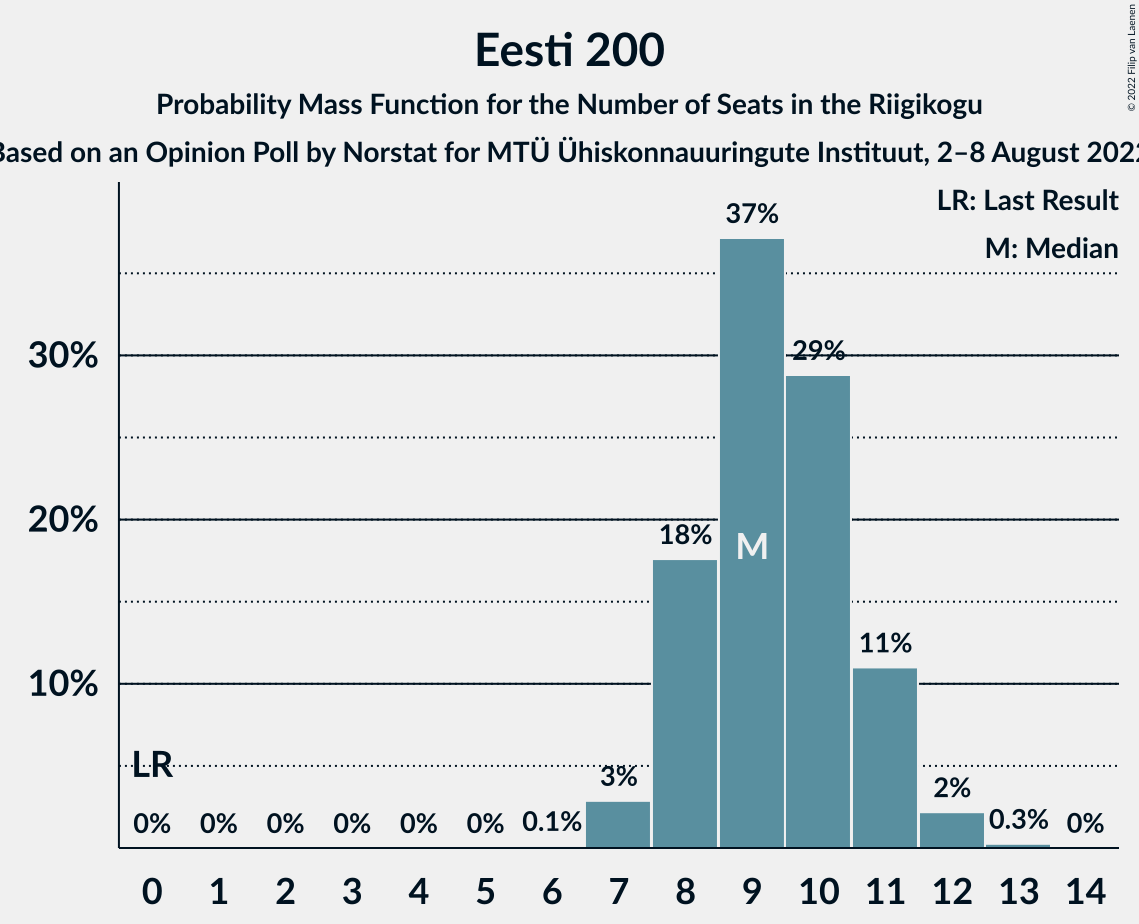 Eesti 200
Probability Mass Function for the Number of Seats in the Riigikogu
Based on an Opinion Poll by Norstat for MTÜ Ühiskonnauuringute Instituut, 2–8 August 2022
© 2022 Filip van Laenen
LR: Last Result
M: Median
30%
20%
10%
37%
29%
18%
M
11%
LR
3%
2%
0% 0% 0% 0% 0% 0% 0.1% 0.3% 0%
0 1 2 3 4 5 6 7 8 9 10 11 12 13 14